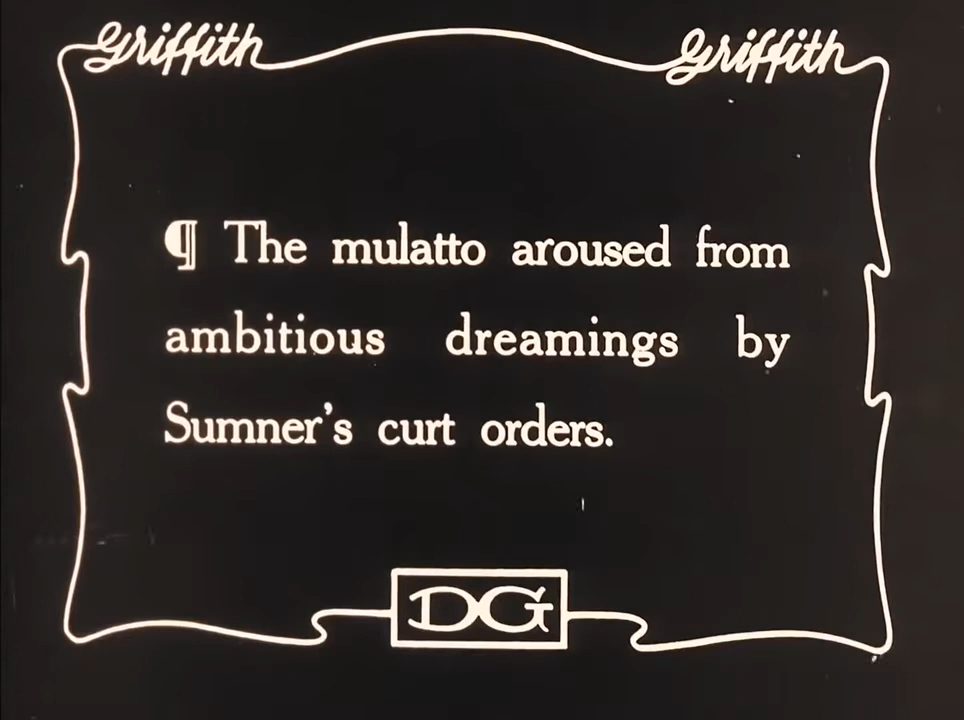 Griffith Griffith
¶ The mulatto aroused from
ambitious dreamings by
Sumner's curt orders.
DG